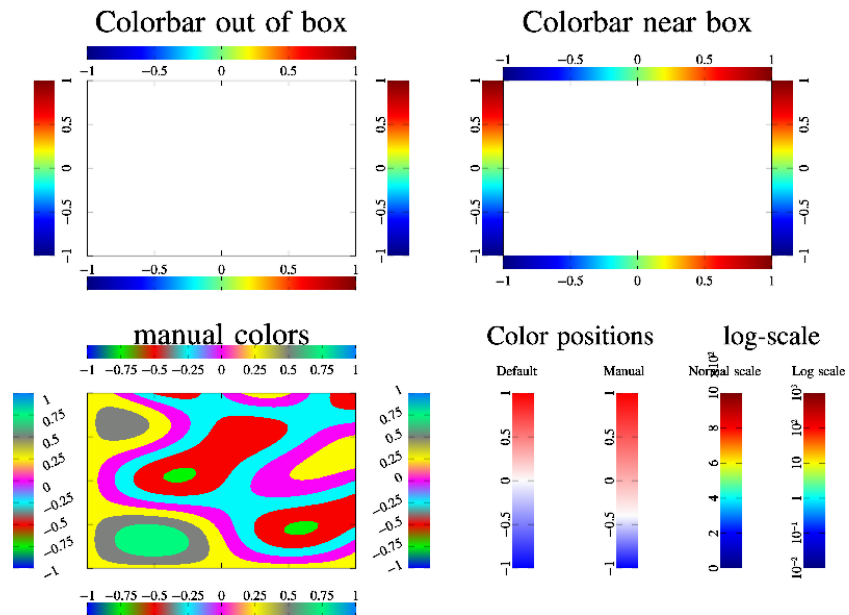 Colorbar out of box
−1 −0.5 0 0.5 1
−1 −0.5 0 0.5 1
−1 −0.5 0 0.5 1
−1 −0.5 0 0.5 1
Colorbar near box
−1 −0.5 0 0.5 1
−1 −0.5 0 0.5 1
−1 −0.5 0 0.5 1
−1 −0.5 0 0.5 1
manual colors
−1 −0.75 −0.5 −0.25 0 0.25 0.5 0.75 1
1
0.75
0.5
0.25
0
−0.25
−0.5
−0.75
−1
1
0.75
0.5
0.25
0
−0.25
−0.5
−0.75
−1
−1 −0.75 −0.5 −0.25 0 0.25 0.5 0.75 1
Color positions
Default
−1 −0.5 0 0.5 1
Manual
−1 −0.5 0 0.5 1
log-scale
Normal scale
0 2 4 6 8 10
Log scale
10⁻² 10⁻¹ 1 10 10² 10³